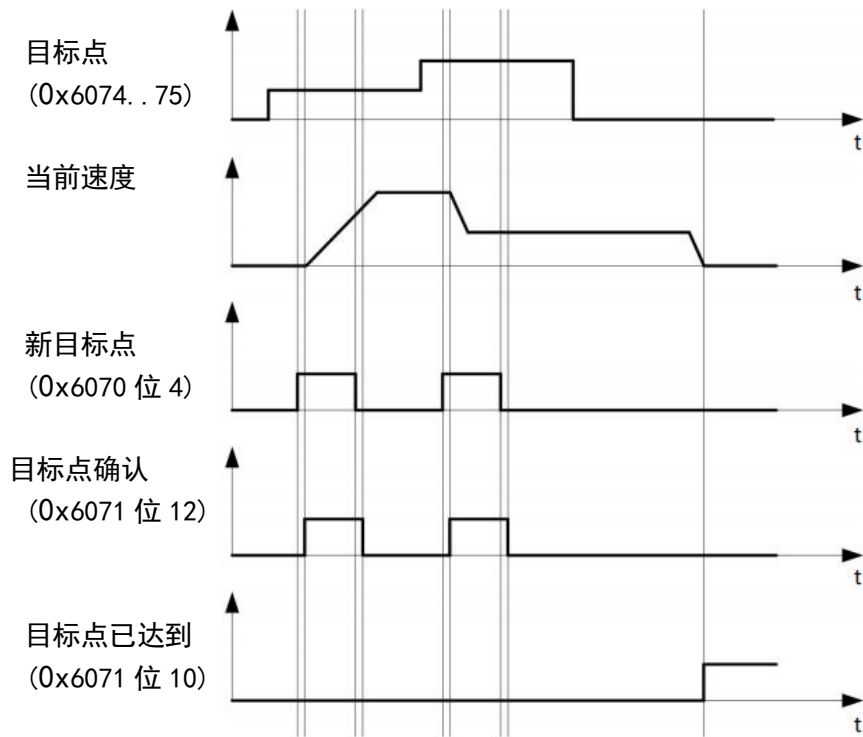 目标点
(0x6074..75)
t
当前速度
t
新目标点
(0x6070 位 4)
t
目标点确认
(0x6071 位 12)
t
目标点已达到
(0x6071 位 10)
t